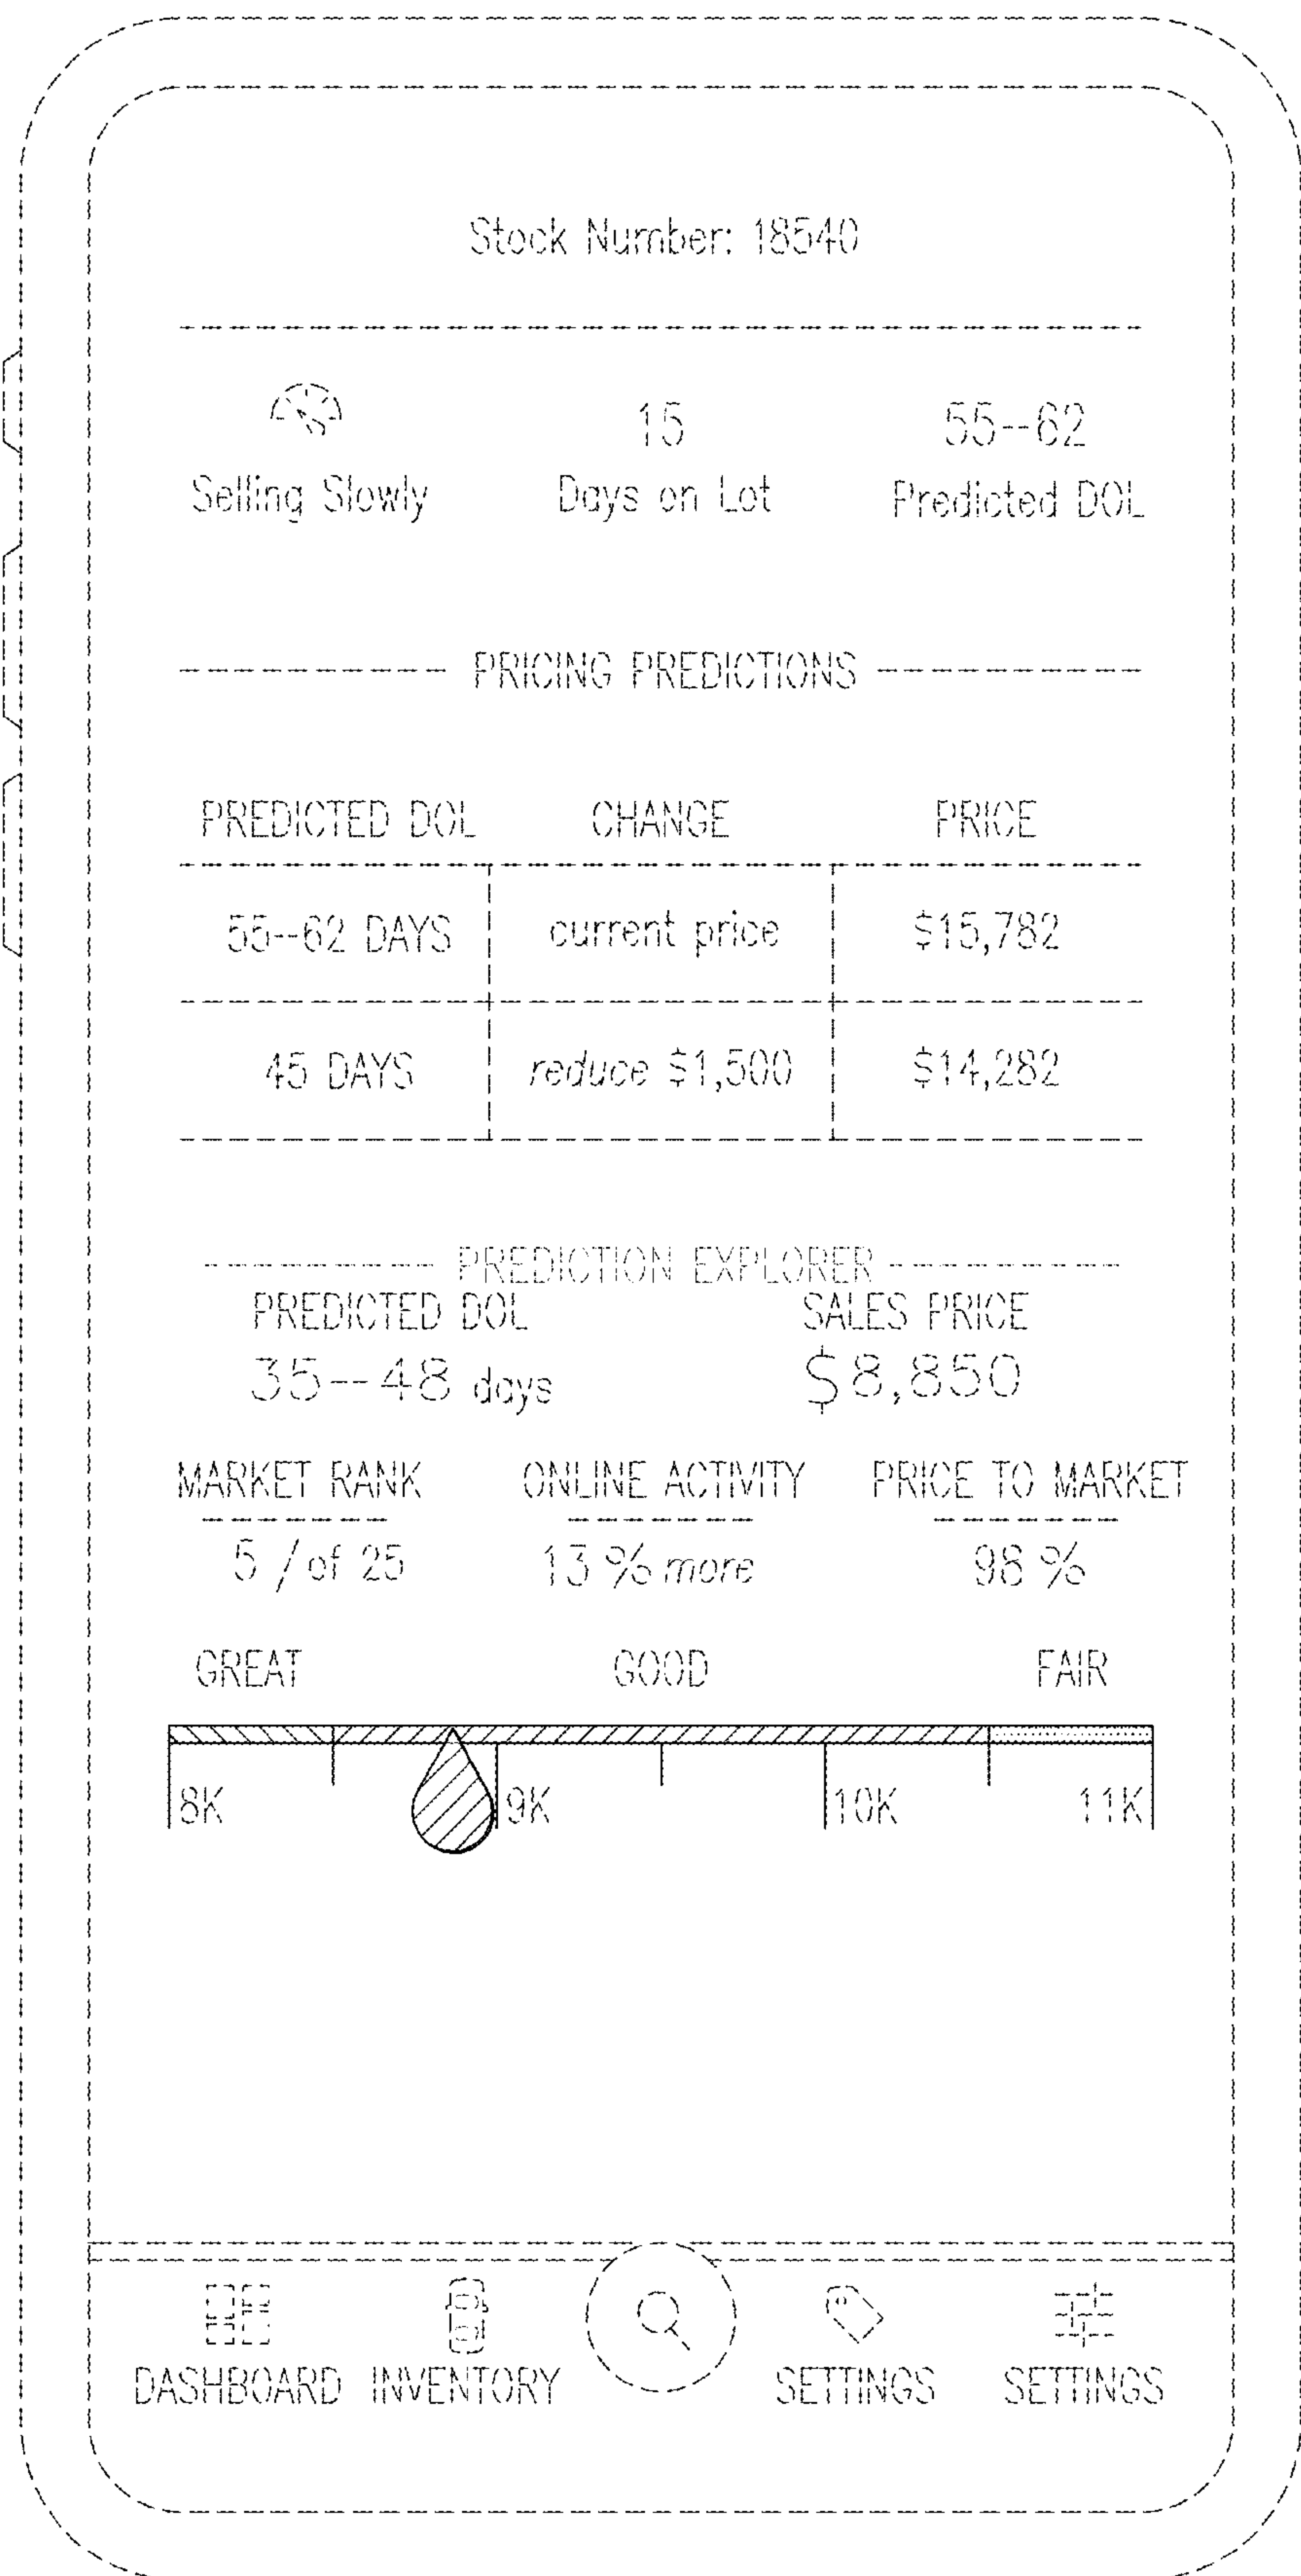 Stock Number: 18540
15 55--62
Selling Slowly Days on Lot Predicted DOL
PRICING PREDICTIONS
PREDICTED DOL CHANGE PRICE
55--62 DAYS current price $15,782
45 DAYS reduce $1,500 $14,282
PREDICTION EXPLORER
PREDICTED DOL SALES PRICE
35--48 days $8,850
MARKET RANK ONLINE ACTIVITY PRICE TO MARKET
5 / of 25 13 % more 98 %
GREAT GOOD FAIR
8K 9K 10K 11K
DASHBOARD INVENTORY SETTINGS SETTINGS